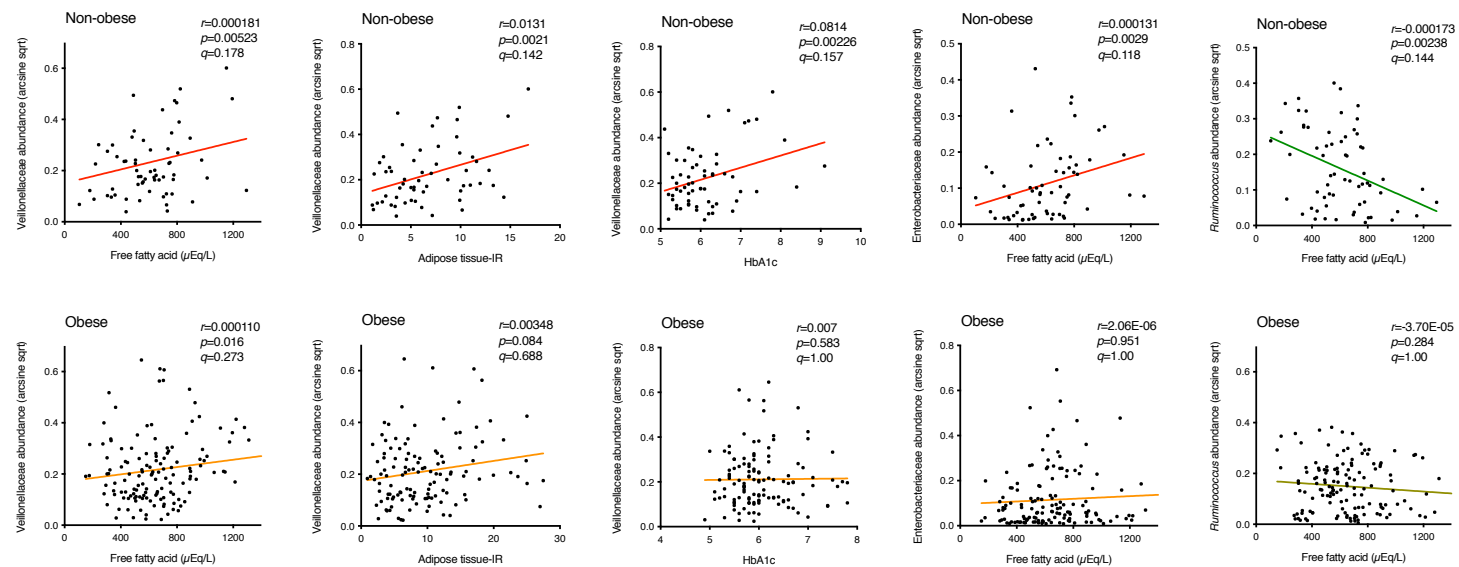 Non-obese
r=0.000181
p=0.00523
q=0.178
Veillonellaceae abundance (arcsine sqrt)
0.6
0.4
0.2
0.0
0
400
800
1200
Free fatty acid (µEq/L)
Non-obese
r=0.0131
p=0.0021
q=0.142
Veillonellaceae abundance (arcsine sqrt)
0.8
0.6
0.4
0.2
0.0
0
5
10
15
20
Adipose tissue-IR
Non-obese
r=0.0814
p=0.00226
q=0.157
Veillonellaceae abundance (arcsine sqrt)
0.8
0.6
0.4
0.2
0.0
5
6
7
8
9
10
HbA1c
Non-obese
r=0.000131
p=0.0029
q=0.118
Enterobacteriaceae abundance (arcsine sqrt)
0.5
0.4
0.3
0.2
0.1
0.0
0
400
800
1200
Free fatty acid (µEq/L)
Non-obese
r=-0.000173
p=0.00238
q=0.144
Ruminococcus abundance (arcsine sqrt)
0.5
0.4
0.3
0.2
0.1
0.0
0
400
800
1200
Free fatty acid (µEq/L)
Obese
r=0.000110
p=0.016
q=0.273
Veillonellaceae abundance (arcsine sqrt)
0.6
0.4
0.2
0.0
0
400
800
1200
Free fatty acid (µEq/L)
Obese
r=0.00348
p=0.084
q=0.688
Veillonellaceae abundance (arcsine sqrt)
0.6
0.4
0.2
0.0
0
10
20
30
Adipose tissue-IR
Obese
r=0.007
p=0.583
q=1.00
Veillonellaceae abundance (arcsine sqrt)
0.8
0.6
0.4
0.2
0.0
4
5
6
7
8
HbA1c
Obese
r=2.06E-06
p=0.951
q=1.00
Enterobacteriaceae abundance (arcsine sqrt)
0.8
0.6
0.4
0.2
0.0
0
400
800
1200
Free fatty acid (µEq/L)
Obese
r=-3.70E-05
p=0.284
q=1.00
Ruminococcus abundance (arcsine sqrt)
0.6
0.4
0.2
0.0
0
400
800
1200
Free fatty acid (µEq/L)